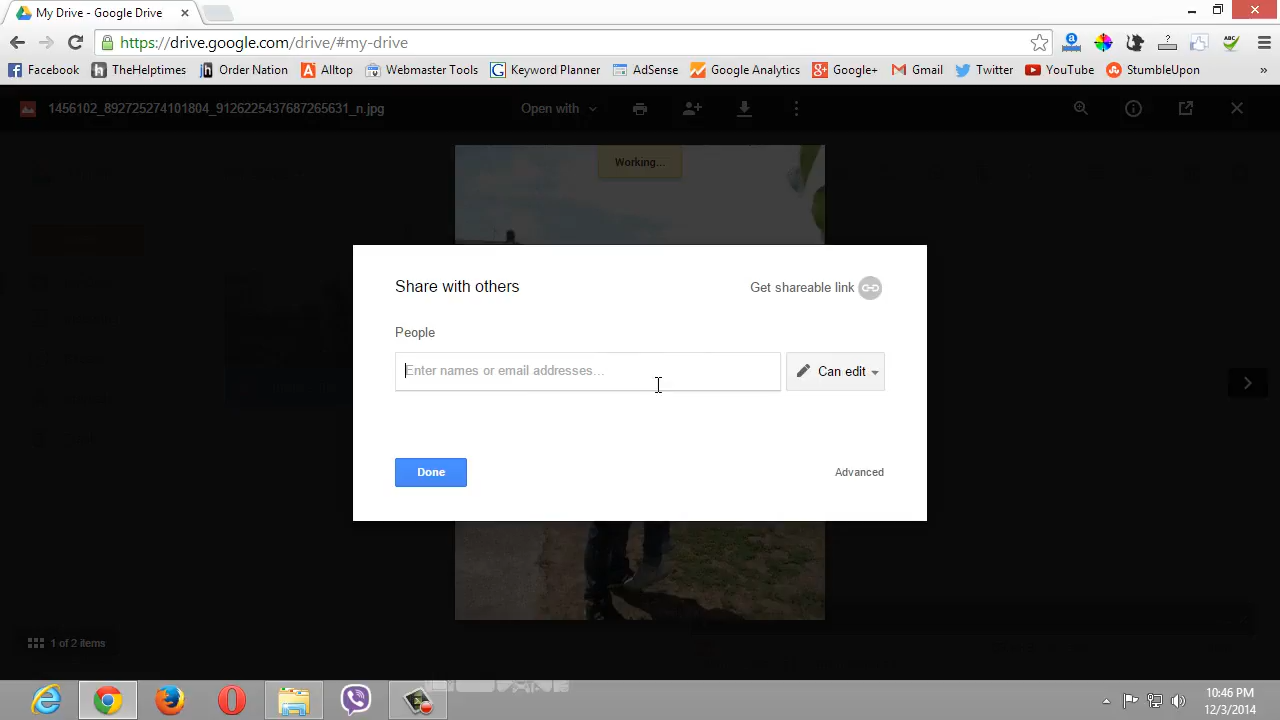 My Drive - Google Drive
https://drive.google.com/drive/#my-drive
Facebook TheHelptimes Order Nation Alltop Webmaster Tools Keyword Planner AdSense Google Analytics Google+ Gmail Twitter YouTube StumbleUpon »
1456102_892725274101804_9126225437687265631_n.jpg Open with
Working...
Share with others Get shareable link
People
Enter names or email addresses... Can edit
Done Advanced
1 of 2 items
10:46 PM
12/3/2014